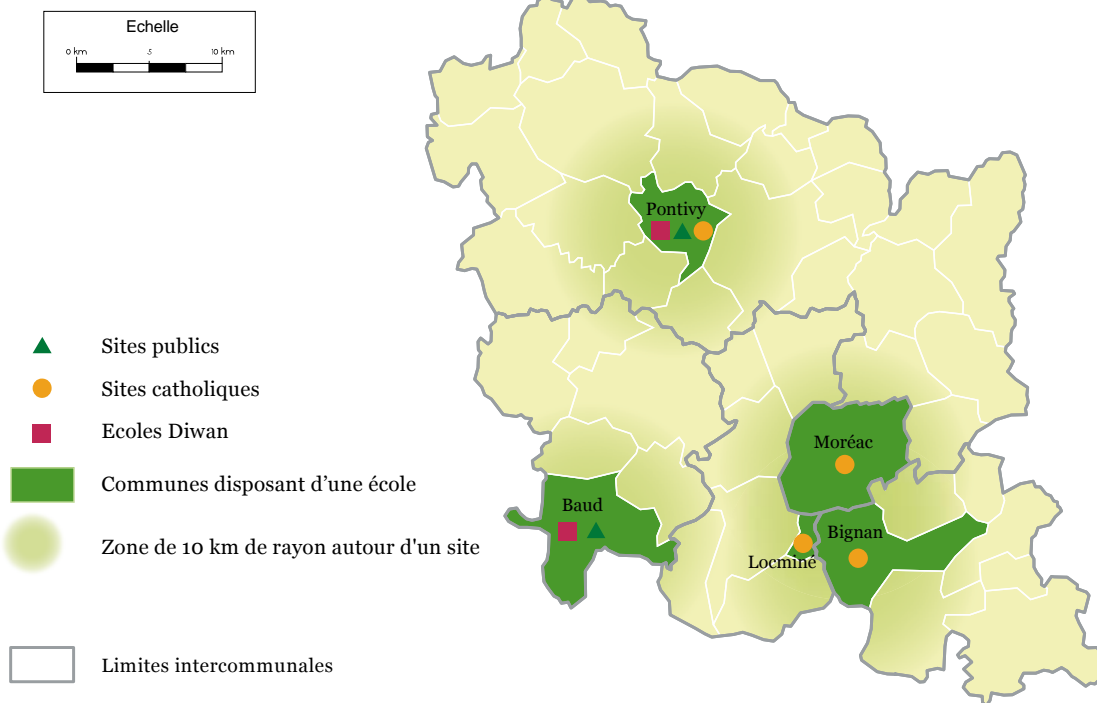 Echelle
0 km 5 10 km
Pontivy
Sites publics
Sites catholiques
Ecoles Diwan
Communes disposant d’une école
Zone de 10 km de rayon autour d'un site
Limites intercommunales
Moréac
Baud
Bignan
Locminé